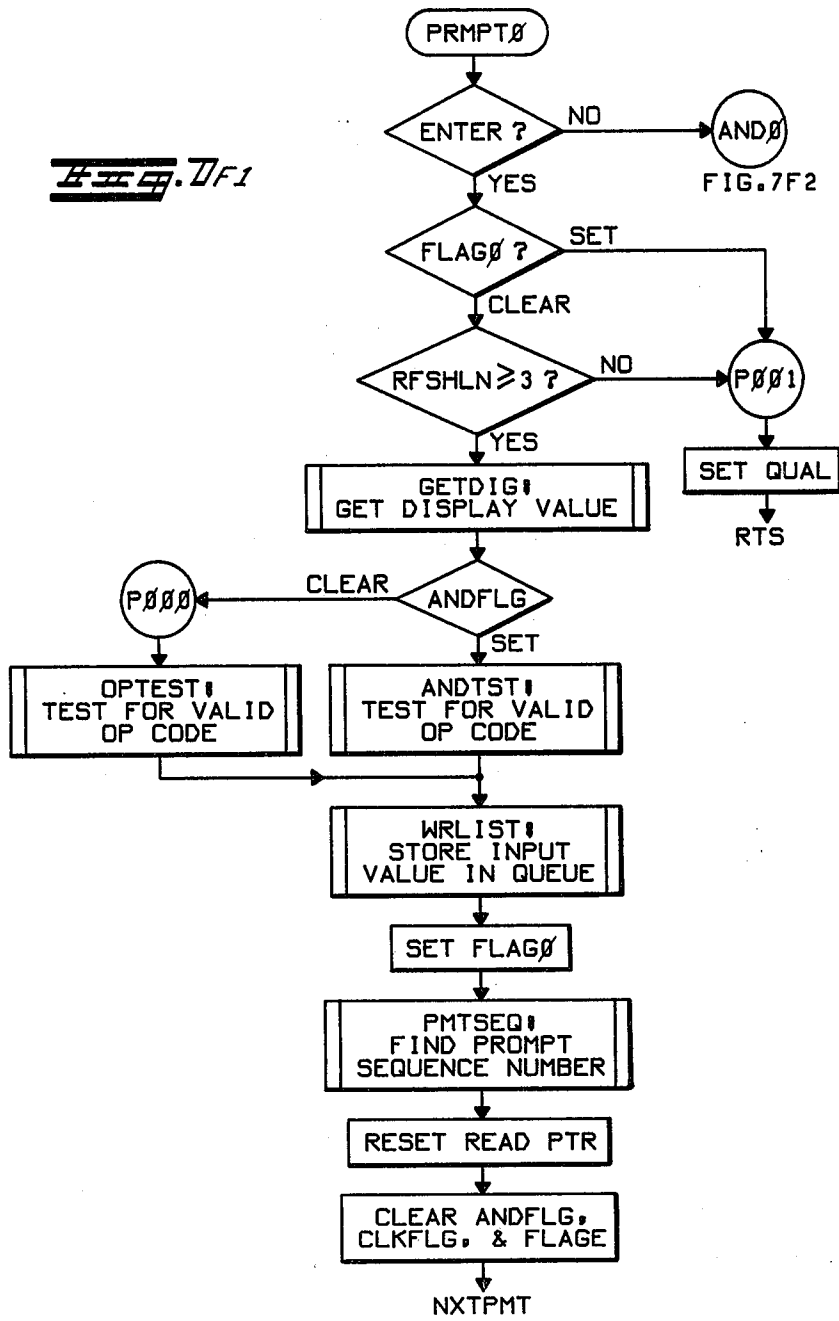 PRMPTØ
ENTER ?
NO
ANDØ
FIG.7F2
Fig. 7F1
YES
FLAGØ ?
SET
CLEAR
RFSHLN ≥ 3 ?
NO
PØØ1
YES
SET QUAL
RTS
GETDIG:
GET DISPLAY VALUE
PØØØ
CLEAR
ANDFLG
SET
OPTEST:
TEST FOR VALID
OP CODE
ANDTST:
TEST FOR VALID
OP CODE
WRLIST:
STORE INPUT
VALUE IN QUEUE
SET FLAGØ
PMTSEQ:
FIND PROMPT
SEQUENCE NUMBER
RESET READ PTR
CLEAR ANDFLG,
CLKFLG, & FLAGE
NXTPMT